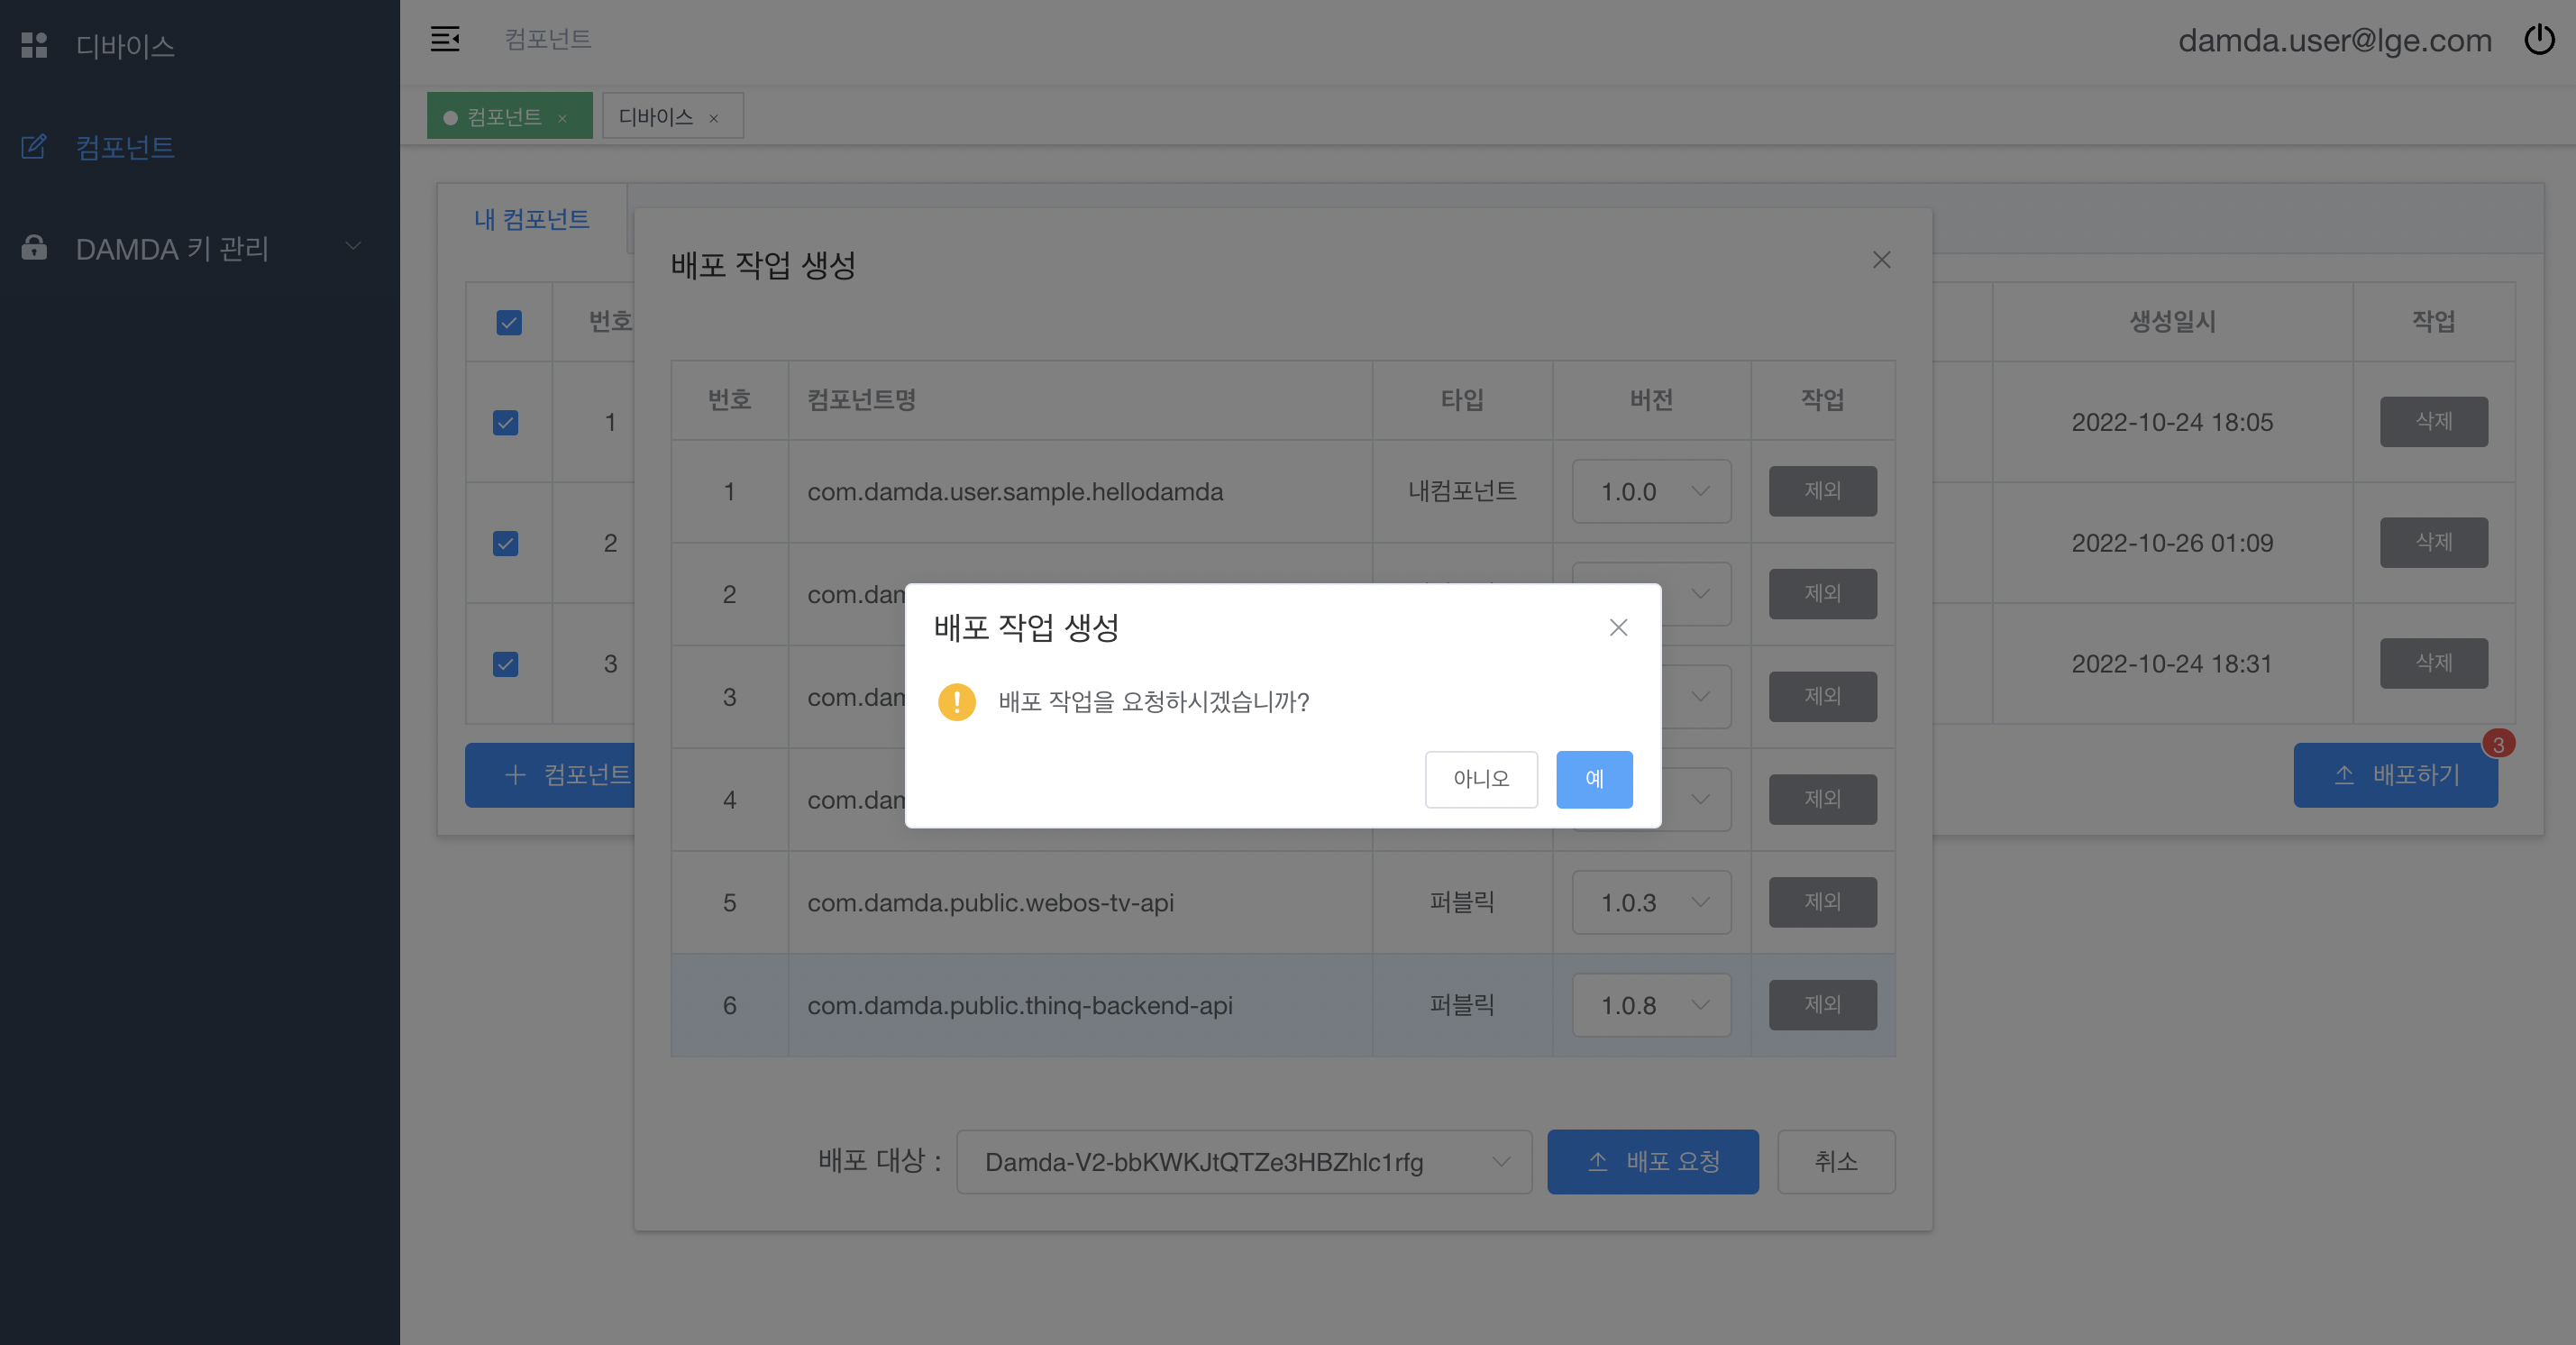 디바이스
컴포넌트
DAMDA 키 관리
컴포넌트
damda.user@lge.com
컴포넌트 ×
디바이스 ×
내 컴포넌트
번호
생성일시
작업
1
2022-10-24 18:05
삭제
2
2022-10-26 01:09
삭제
3
2022-10-24 18:31
삭제
+ 컴포넌트
배포하기
3
배포 작업 생성
번호 컴포넌트명 타입 버전 작업
1 com.damda.user.sample.hellodamda 내컴포넌트 1.0.0 제외
2 제외
3 제외
4 제외
5 com.damda.public.webos-tv-api 퍼블릭 1.0.3 제외
6 com.damda.public.thinq-backend-api 퍼블릭 1.0.8 제외
배포 대상 : Damda-V2-bbKWKJtQTZe3HBZhlc1rfg 배포 요청 취소
배포 작업 생성
배포 작업을 요청하시겠습니까?
아니오 예